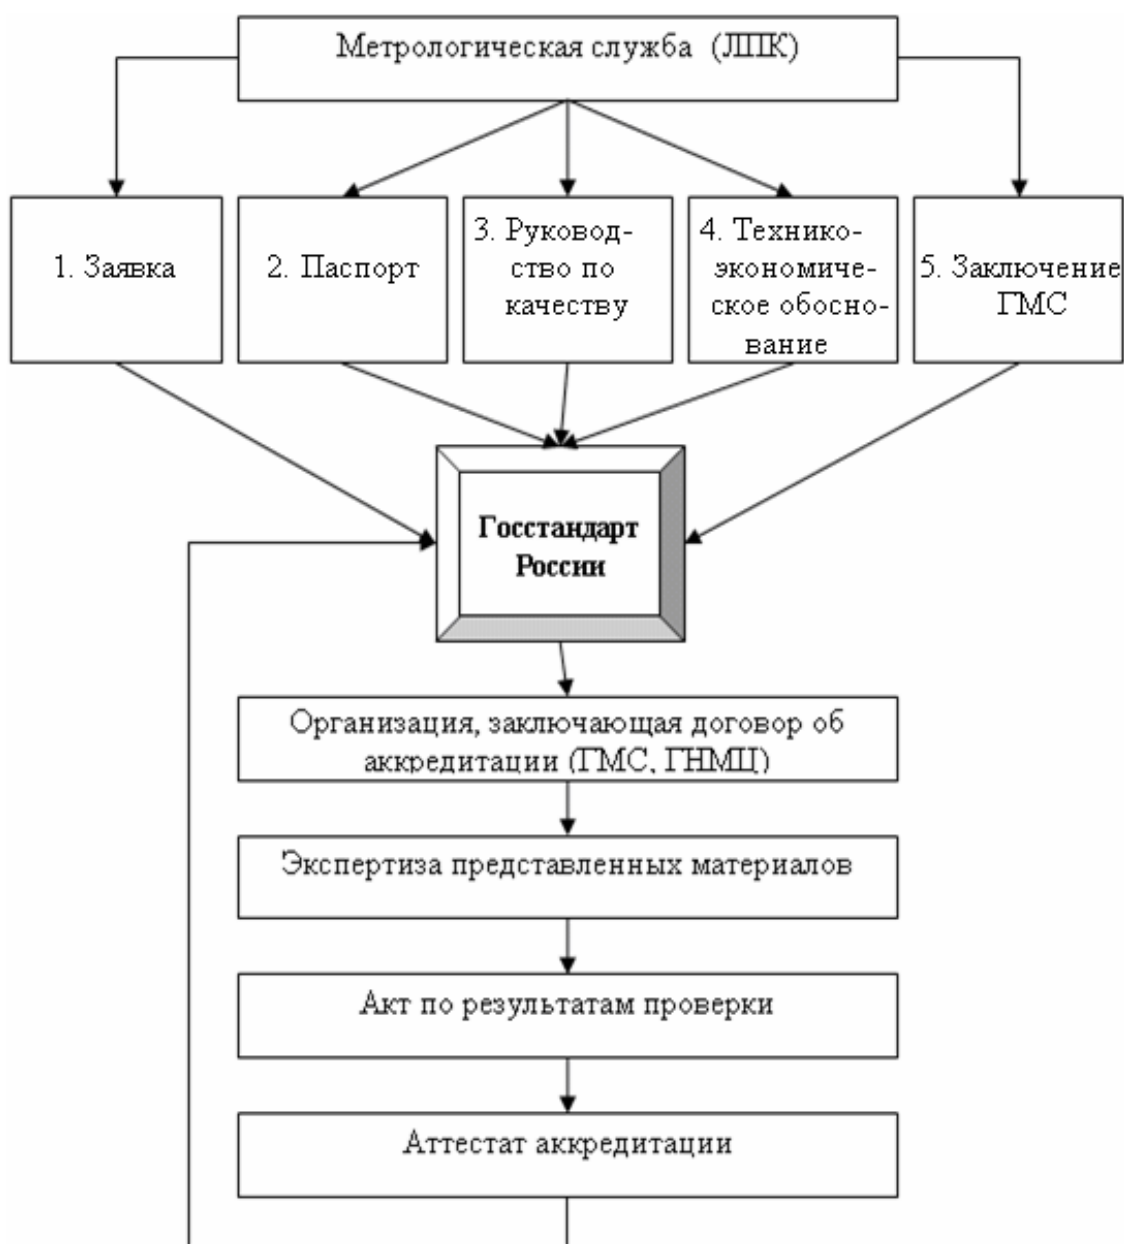 Метрологическая служба (ЛПК)
1. Заявка
2. Паспорт
3. Руковод-
ство по
качеству
4. Технико-
экономиче-
ское обосно-
вание
5. Заключение
ГМС
Госстандарт
России
Организация, заключающая договор об
аккредитации (ГМС, ГНМЦ)
Экспертиза представленных материалов
Акт по результатам проверки
Аттестат аккредитации